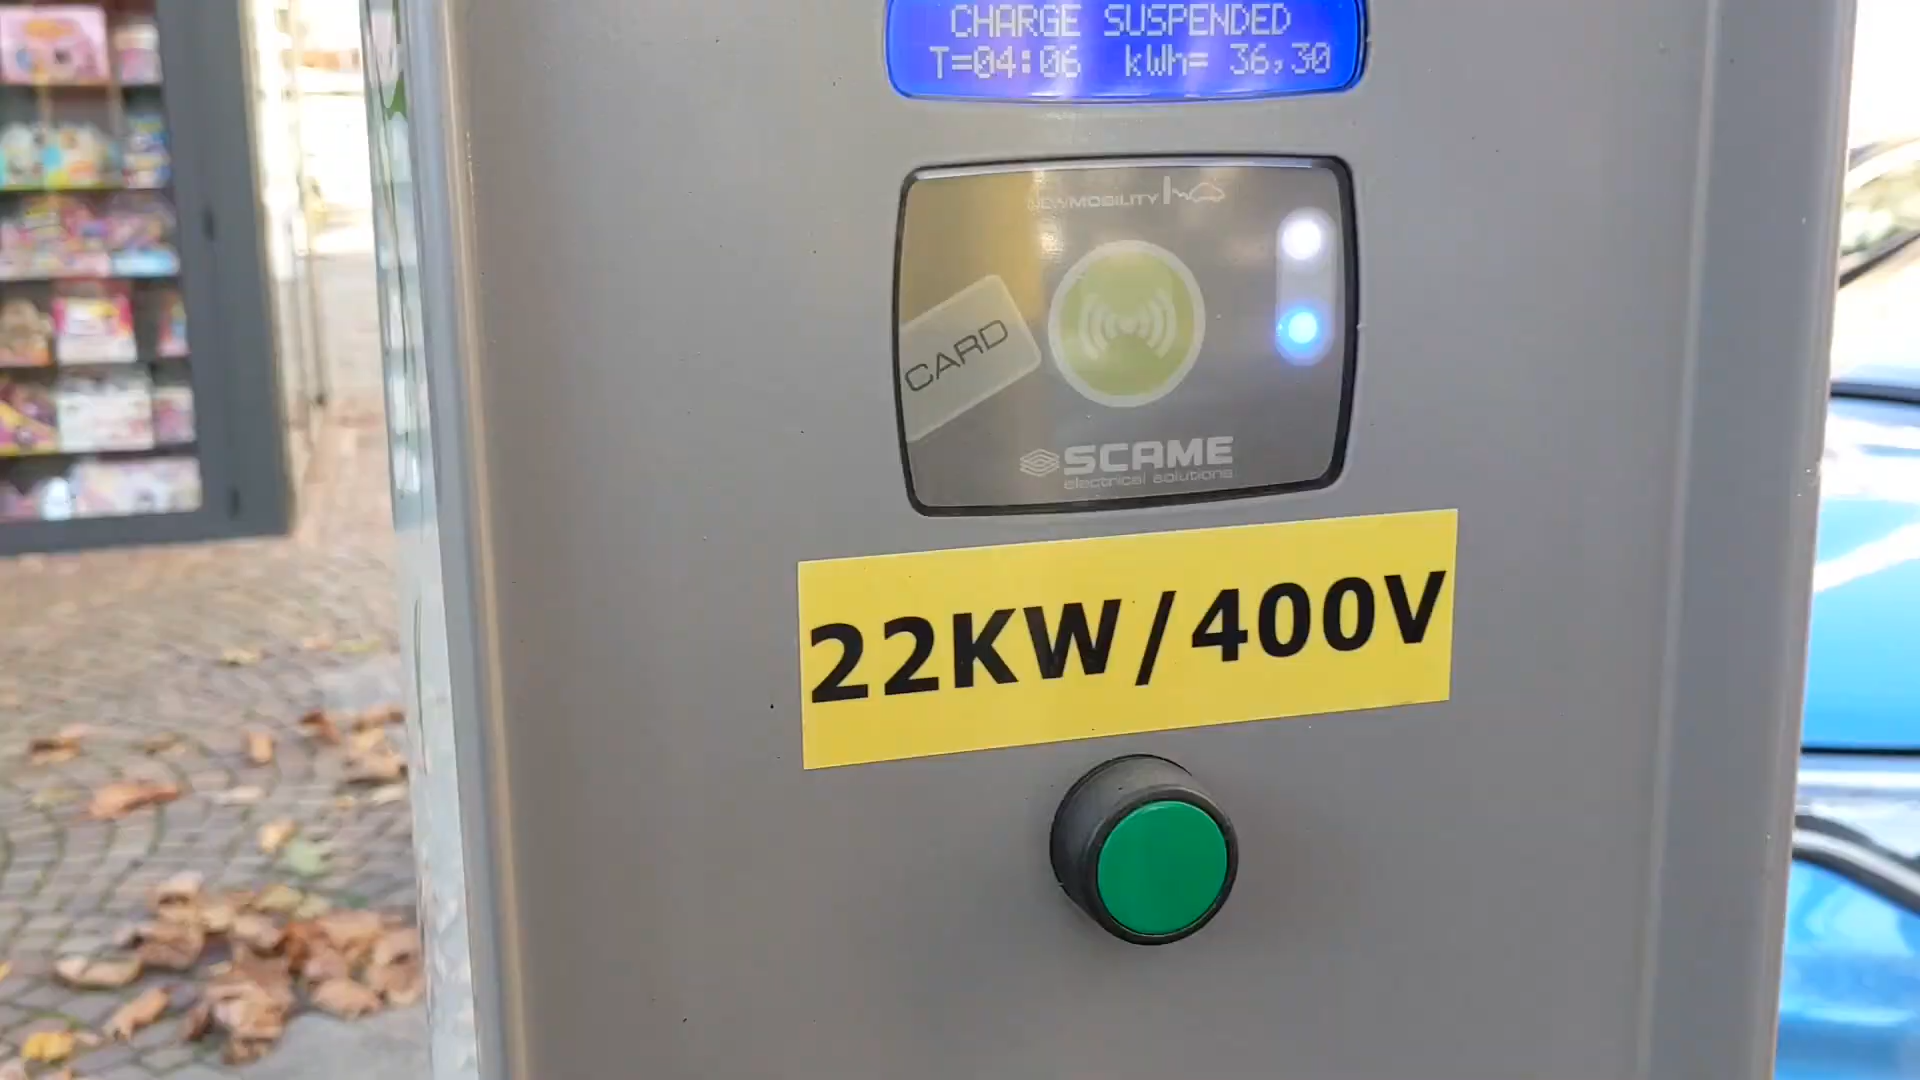 CHARGE SUSPENDED
T=04:06 kWh= 36,30
NEWMOBILITY
CARD
SCAME
electrical solutions
22KW/400V